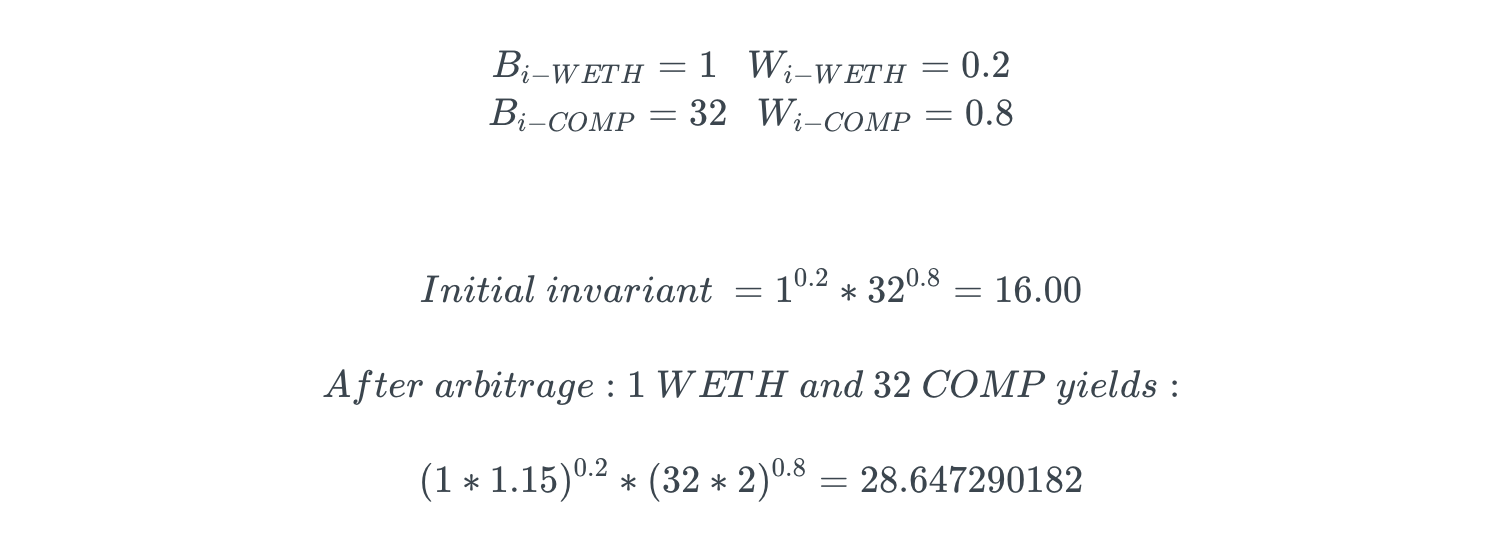 B_{i-WETH} = 1  W_{i-WETH} = 0.2
B_{i-COMP} = 32  W_{i-COMP} = 0.8
Initial invariant = 1^{0.2} * 32^{0.8} = 16.00
After arbitrage : 1 WETH and 32 COMP yields :
(1 * 1.15)^{0.2} * (32 * 2)^{0.8} = 28.647290182